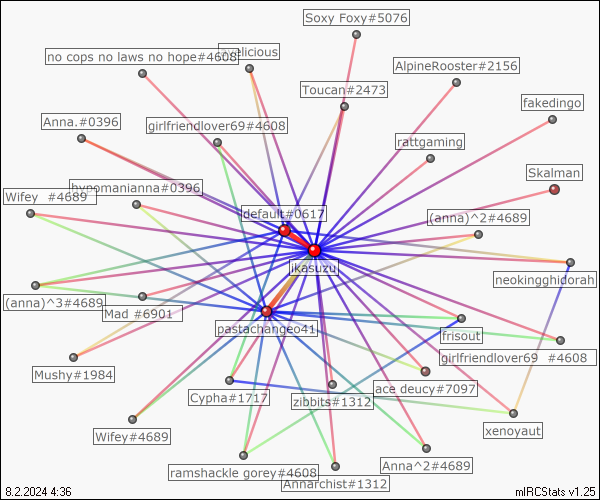 Soxy Foxy#5076
no cops no laws no hope#4608
AlpineRooster#2156
Toucan#2473
fakedingo
Anna.#0396
girlfriendlover69#4608
rattgaming
Skalman
hypomanianna#0396
Wifey #4689
default#0617
(anna)^2#4689
ikasuzu
neokingghidorah
(anna)^3#4689
Mad #6901
pastachangeo41
frisout
girlfriendlover69 #4608
Mushy#1984
ace deucy#7097
Cypha#1717
zibbits#1312
xenoyaut
Wifey#4689
Anna^2#4689
ramshackle gorey#4608
Annarchist#1312
8.2.2024 4:36
mIRCStats v1.25